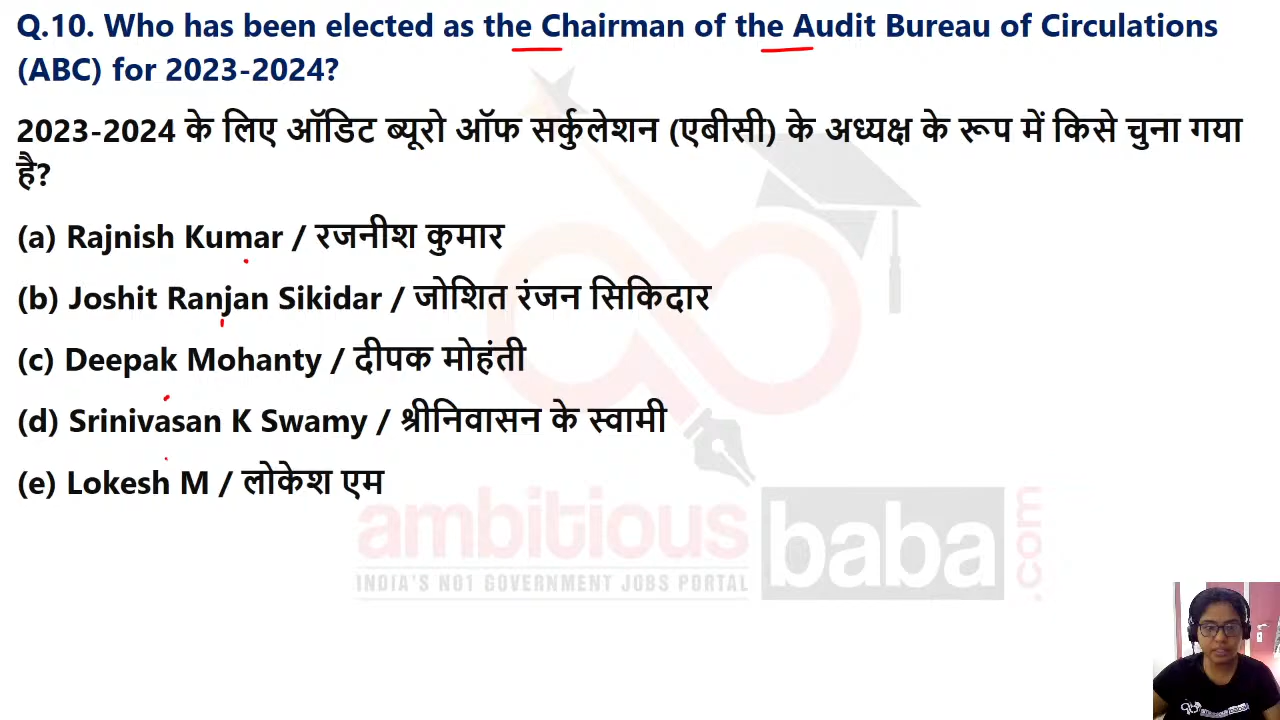 Q.10. Who has been elected as the Chairman of the Audit Bureau of Circulations
(ABC) for 2023-2024?
2023-2024 के लिए ऑडिट ब्यूरो ऑफ सर्कुलेशन (एबीसी) के अध्यक्ष के रूप में किसे चुना गया
है?
(a) Rajnish Kumar / रजनीश कुमार
(b) Joshit Ranjan Sikidar / जोशित रंजन सिकिदार
(c) Deepak Mohanty / दीपक मोहंती
(d) Srinivasan K Swamy / श्रीनिवासन के स्वामी
(e) Lokesh M / लोकेश एम
ambitious baba .com
INDIA'S NO1 GOVERNMENT JOBS PORTAL